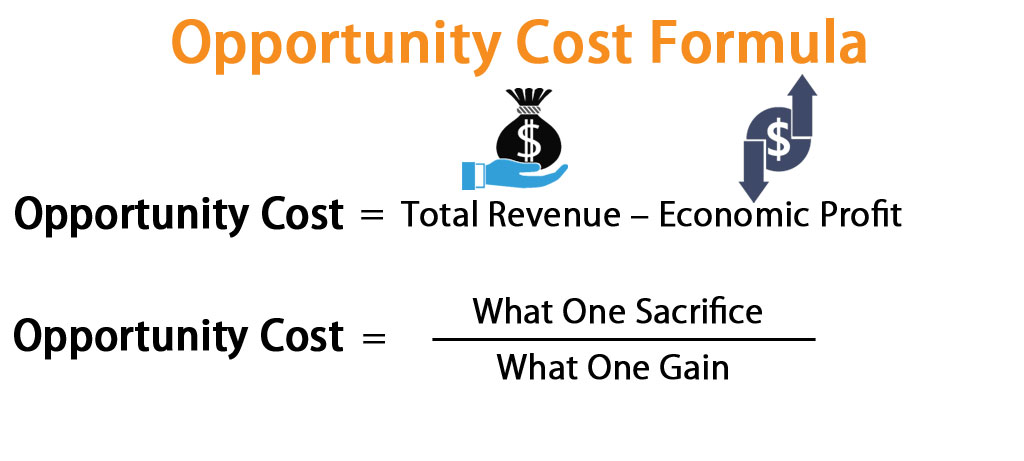 Opportunity Cost Formula
$ $
Opportunity Cost = Total Revenue – Economic Profit
Opportunity Cost = What One Sacrifice
What One Gain